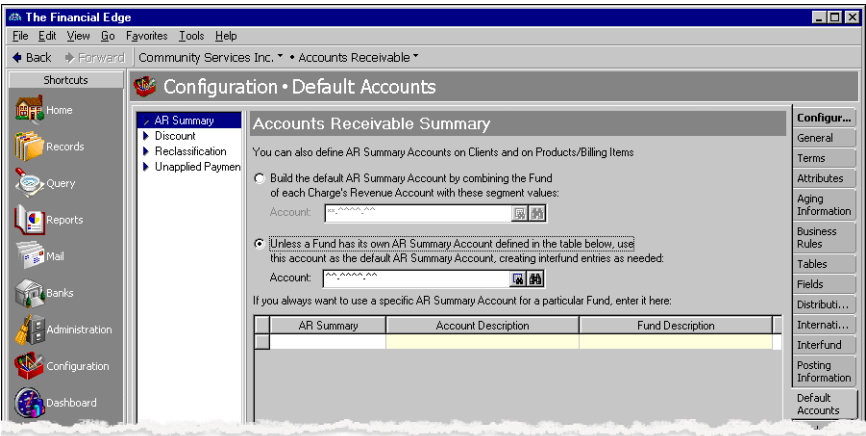 The Financial Edge
File Edit View Go Favorites Tools Help
Back Forward Community Services Inc. • Accounts Receivable
Shortcuts
Home
Records
Query
Reports
Mail
Banks
Administration
Configuration
Dashboard
Configuration • Default Accounts
AR Summary
Discount
Reclassification
Unapplied Paymen
Accounts Receivable Summary
You can also define AR Summary Accounts on Clients and on Products/Billing Items
Build the default AR Summary Account by combining the Fund
of each Charge's Revenue Account with these segment values:
Account: **-^^^^-^^
Unless a Fund has its own AR Summary Account defined in the table below, use
this account as the default AR Summary Account, creating interfund entries as needed:
Account: ^^-^^^^-^^
If you always want to use a specific AR Summary Account for a particular Fund, enter it here:
AR Summary Account Description Fund Description
Configur...
General
Terms
Attributes
Aging
Information
Business
Rules
Tables
Fields
Distributi...
Internati...
Interfund
Posting
Information
Default
Accounts